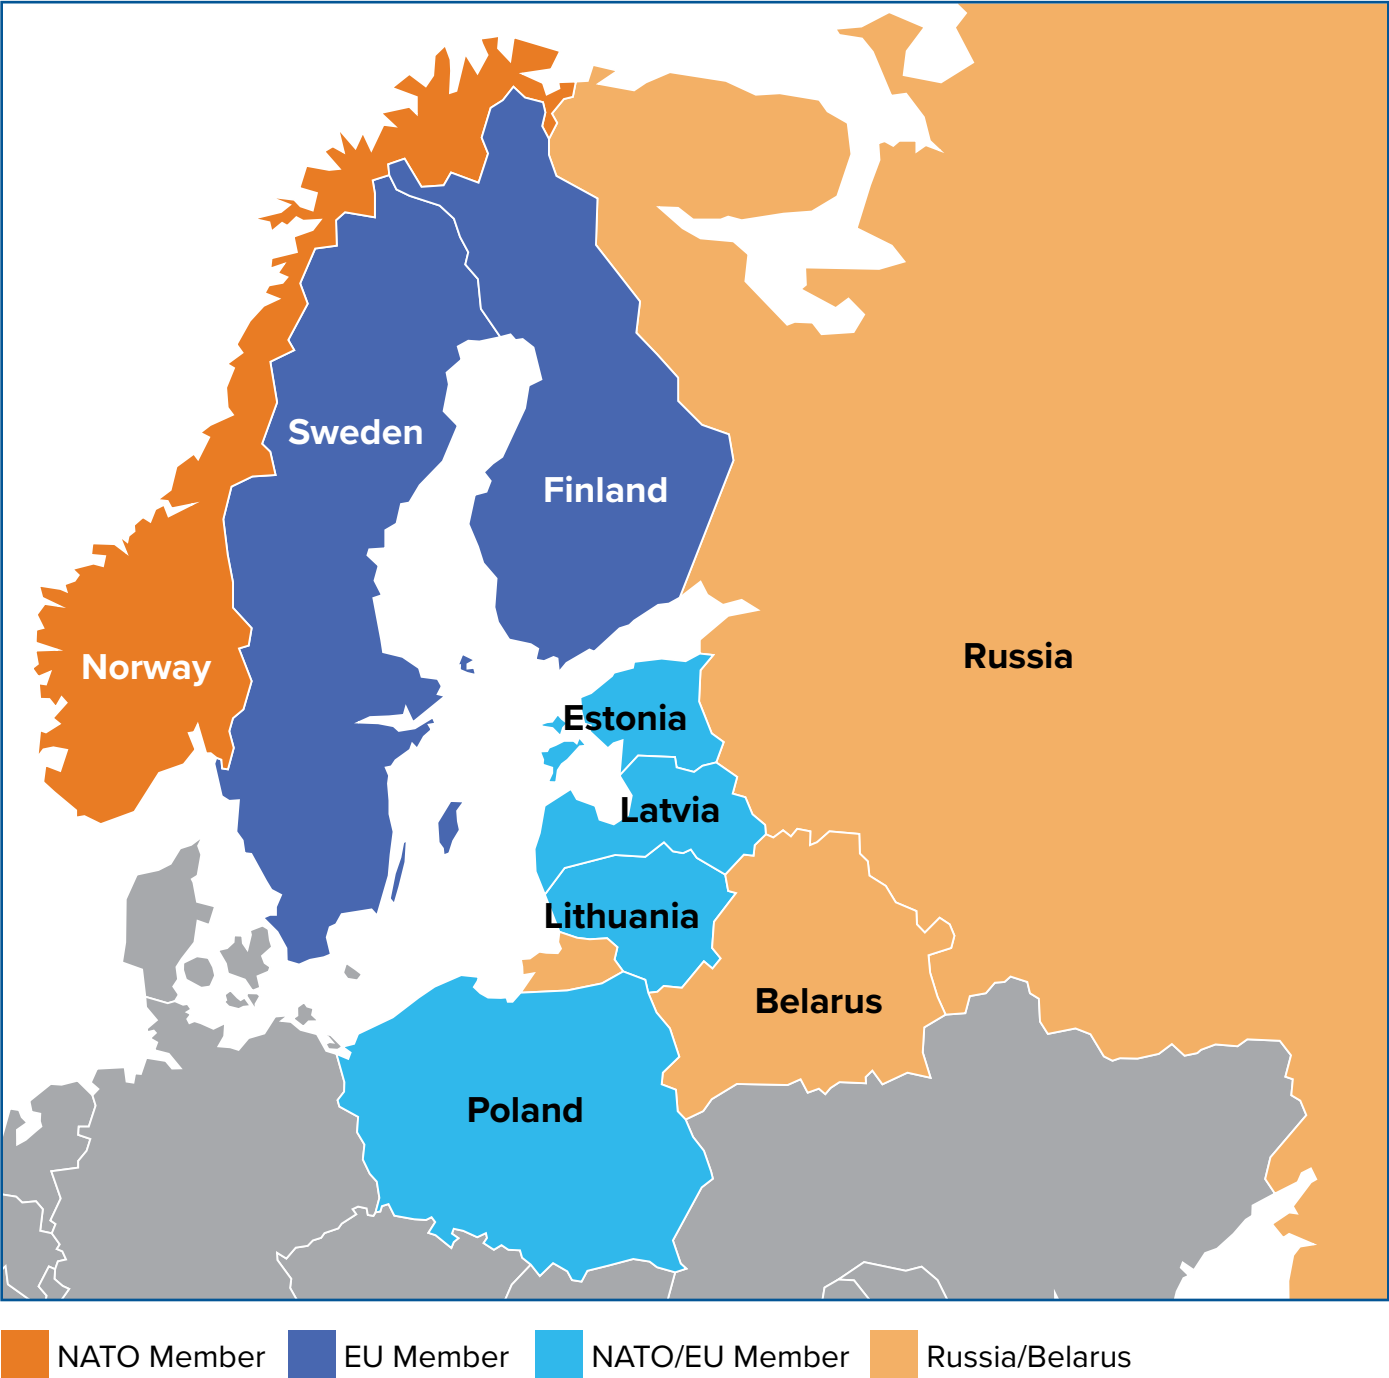 Sweden
Finland
Norway
Russia
Estonia
Latvia
Lithuania
Belarus
Poland
NATO Member
EU Member
NATO/EU Member
Russia/Belarus